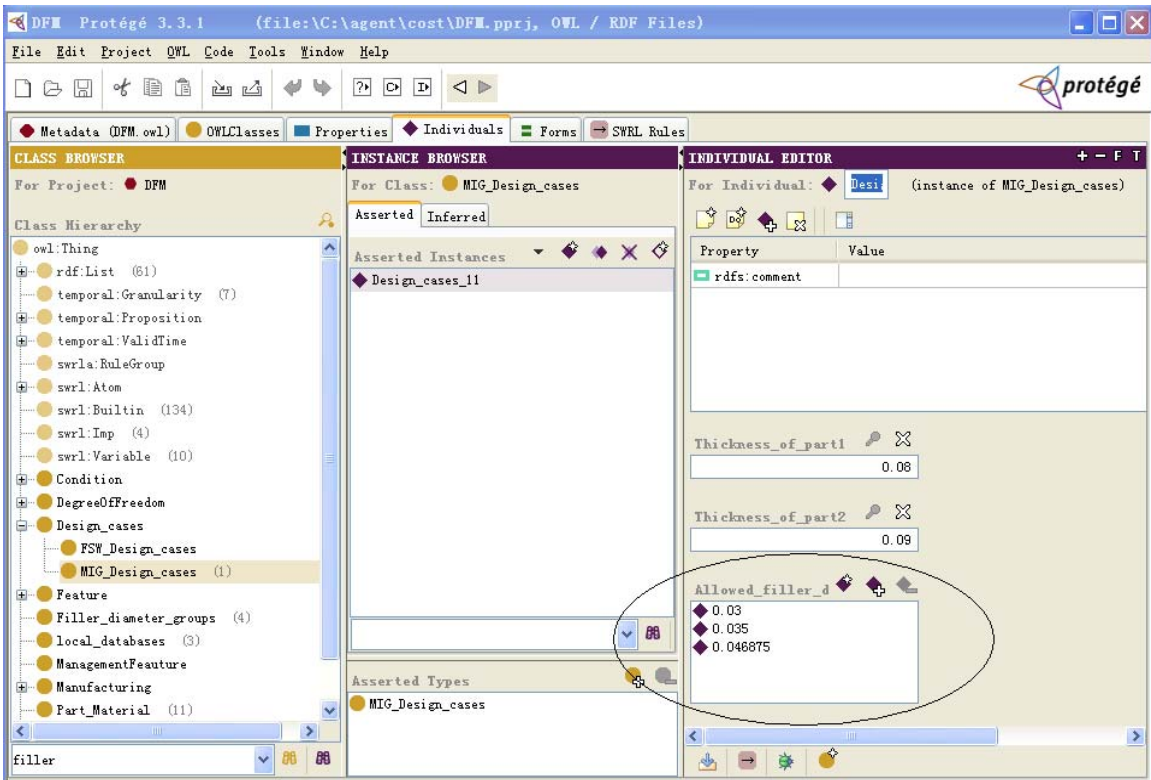 DFM Protégé 3.3.1 (file:\C:\agent\cost\DFM.pprj, OWL / RDF Files)
File Edit Project OWL Code Tools Window Help
protégé
Metadata (DFM.owl) OWLClasses Properties Individuals Forms SWRL Rules
CLASS BROWSER
For Project: DFM
Class Hierarchy
owl:Thing
rdf:List (61)
temporal:Granularity (7)
temporal:Proposition
temporal:ValidTime
swrla:RuleGroup
swrl:Atom
swrl:Builtin (134)
swrl:Imp (4)
swrl:Variable (10)
Condition
DegreeOfFreedom
Design_cases
FSW_Design_cases
MIG_Design_cases (1)
Feature
Filler_diameter_groups (4)
local_databases (3)
ManagementFeauture
Manufacturing
Part_Material (11)
filler
INSTANCE BROWSER
For Class: MIG_Design_cases
Asserted Inferred
Asserted Instances
Design_cases_11
Asserted Types
MIG_Design_cases
INDIVIDUAL EDITOR + - F T
For Individual: Desi (instance of MIG_Design_cases)
Property Value
rdfs:comment
Thickness_of_part1
0.08
Thickness_of_part2
0.09
Allowed_filler_d
0.03
0.035
0.046875